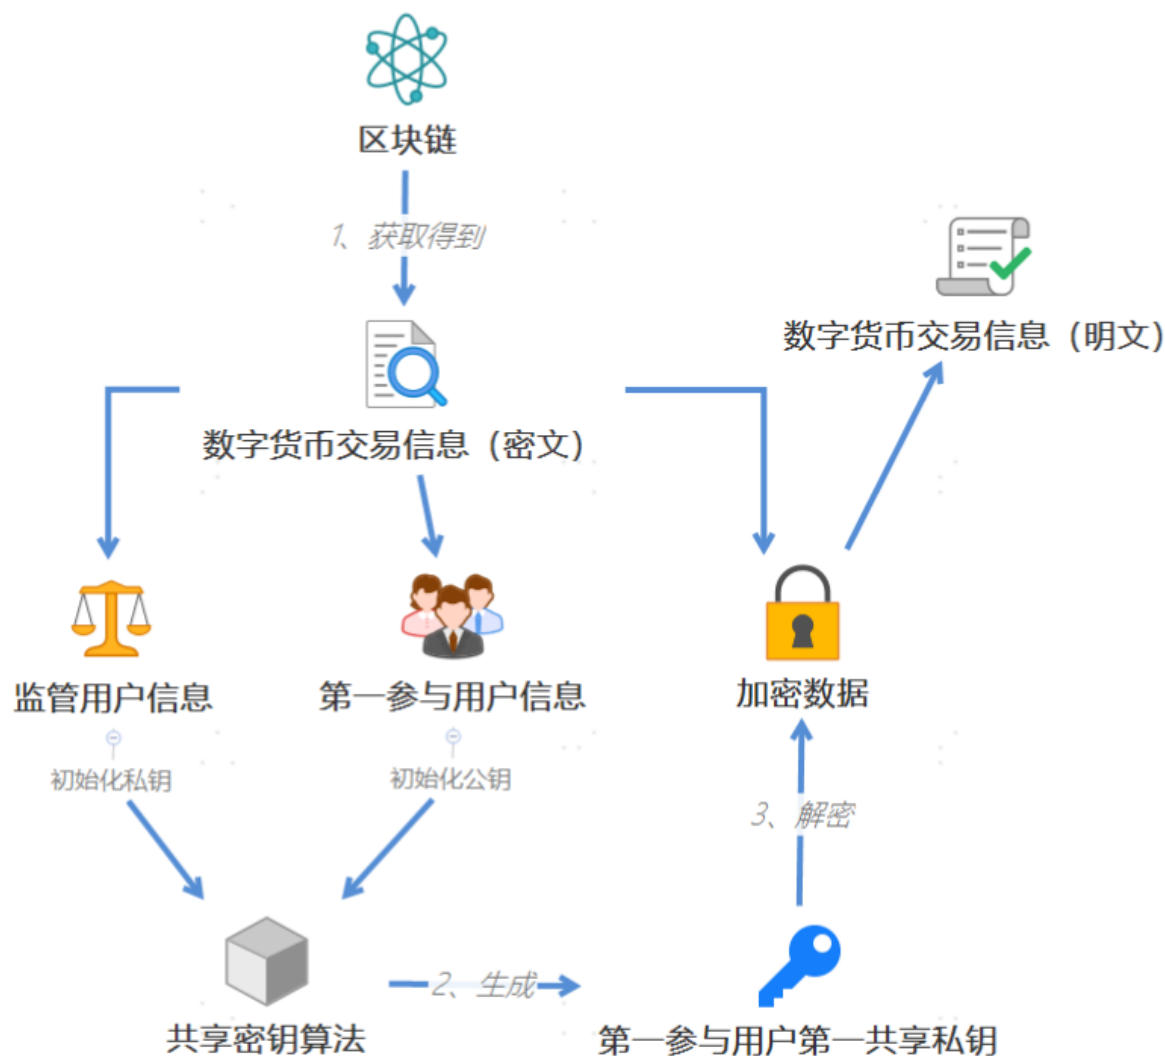 区块链
1、获取得到
数字货币交易信息（明文）
数字货币交易信息（密文）
监管用户信息
第一参与用户信息
加密数据
初始化私钥
初始化公钥
3、解密
2、生成
共享密钥算法
第一参与用户第一共享私钥